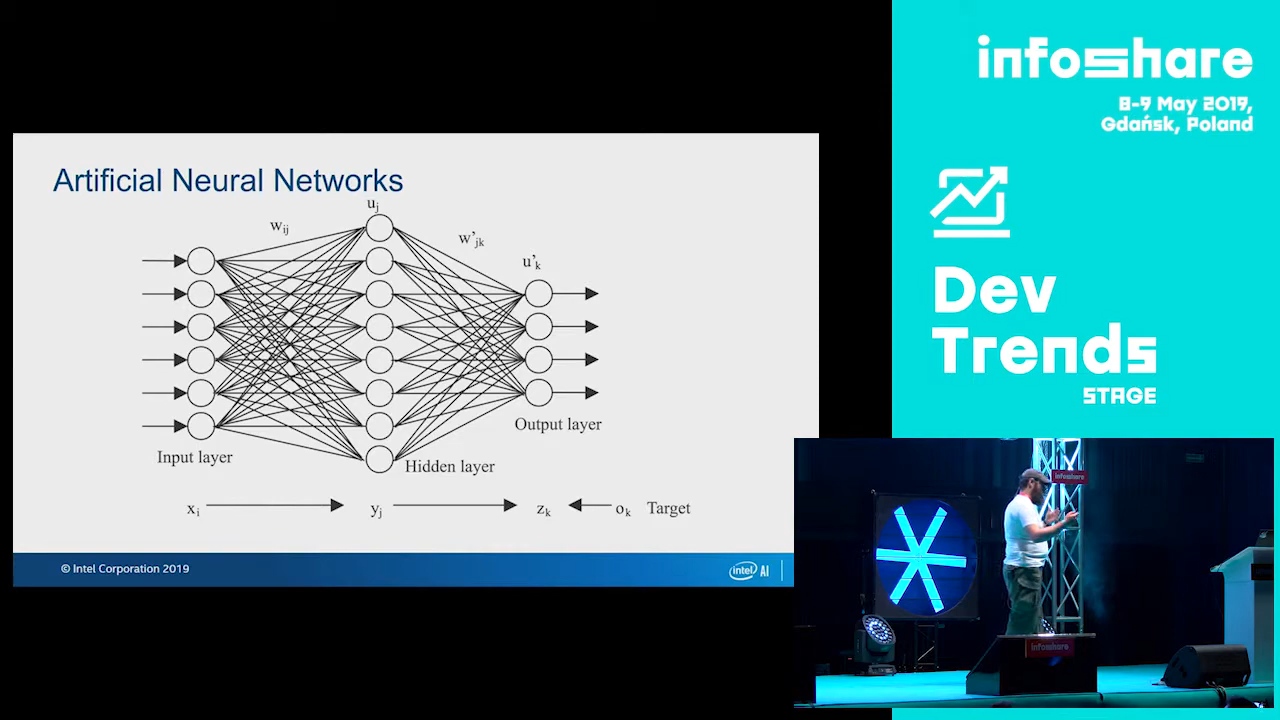 infoshare
8-9 May 2019,
Gdańsk, Poland
Dev
Trends
STAGE
Artificial Neural Networks
uj
wij
w'jk
u'k
Output layer
Input layer
Hidden layer
xi yj zk ok Target
© Intel Corporation 2019
intel AI
infoshare
infoshare